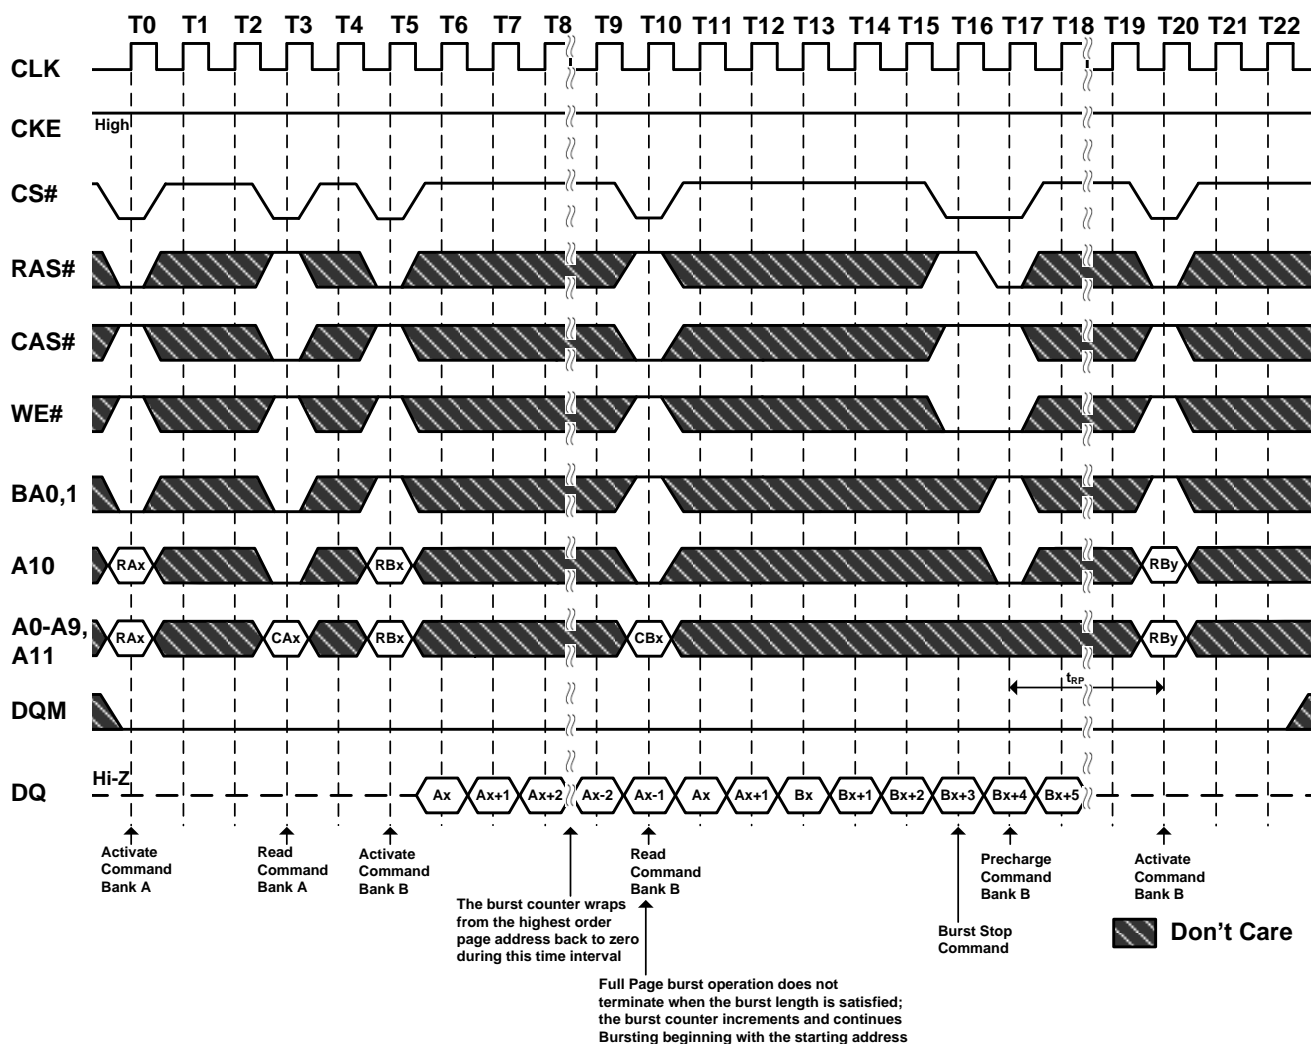 T0 T1 T2 T3 T4 T5 T6 T7 T8 T9 T10 T11 T12 T13 T14 T15 T16 T17 T18 T19 T20 T21 T22
CLK
CKE High
CS#
RAS#
CAS#
WE#
BA0,1
A10 RAx RBx RBy
A0-A9, A11 RAx CAx RBx CBx RBy
tRP
DQM
Hi-Z
DQ Ax Ax+1 Ax+2 Ax-2 Ax-1 Ax Ax+1 Bx Bx+1 Bx+2 Bx+3 Bx+4 Bx+5
Activate
Command
Bank A
Read
Command
Bank A
Activate
Command
Bank B
The burst counter wraps
from the highest order
page address back to zero
during this time interval
Read
Command
Bank B
Full Page burst operation does not
terminate when the burst length is satisfied;
the burst counter increments and continues
Bursting beginning with the starting address
Burst Stop
Command
Precharge
Command
Bank B
Activate
Command
Bank B
Don't Care